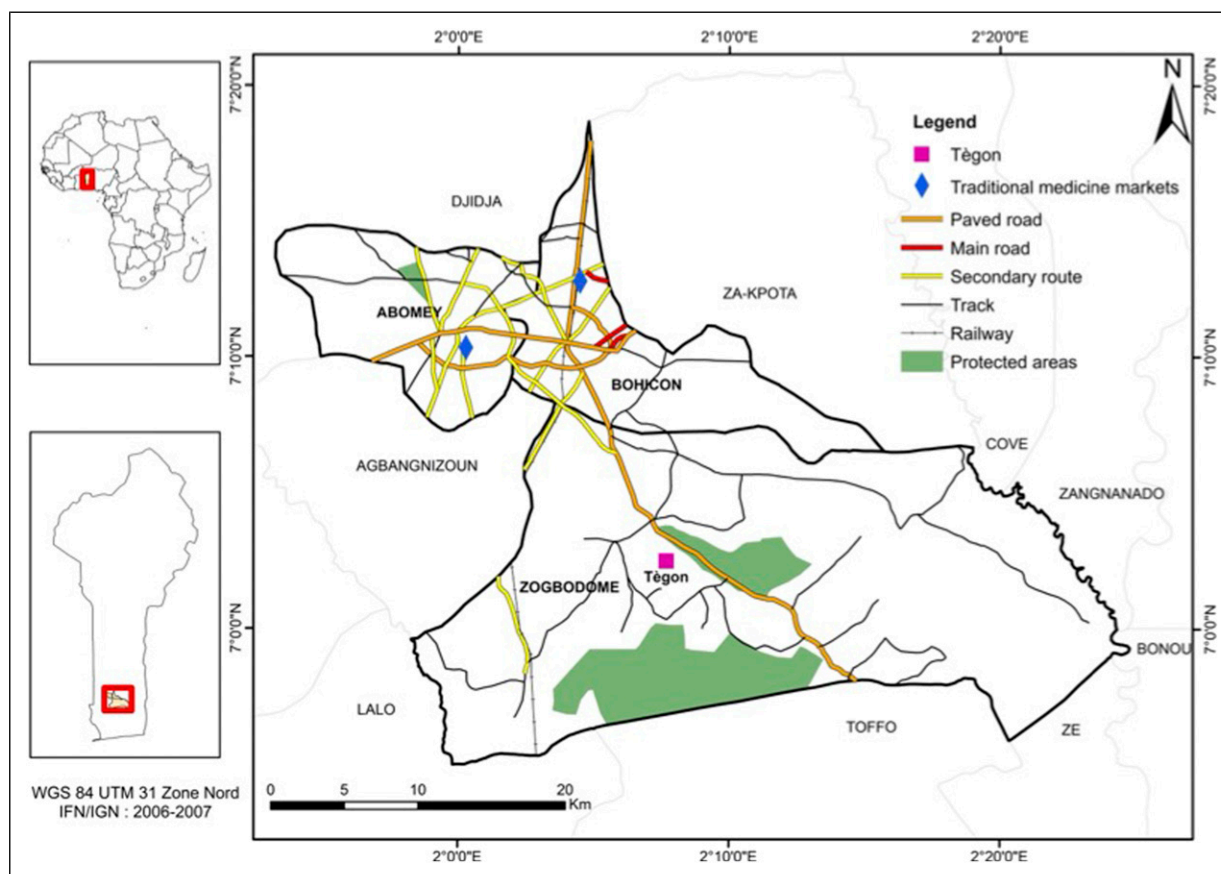 2°0'0"E
2°10'0"E
2°20'0"E
7°20'0"N
7°20'0"N
N
Legend
Tègon
Traditional medicine markets
Paved road
Main road
Secondary route
Track
Railway
Protected areas
DJIDJA
ZA-KPOTA
ABOMEY
7°10'0"N
7°10'0"N
BOHICON
COVE
AGBANGNIZOUN
ZANGNANADO
Tègon
ZOGBODOME
7°0'0"N
7°0'0"N
BONOU
LALO
TOFFO
ZE
WGS 84 UTM 31 Zone Nord
IFN/IGN : 2006-2007
0 5 10 20
Km
2°0'0"E
2°10'0"E
2°20'0"E